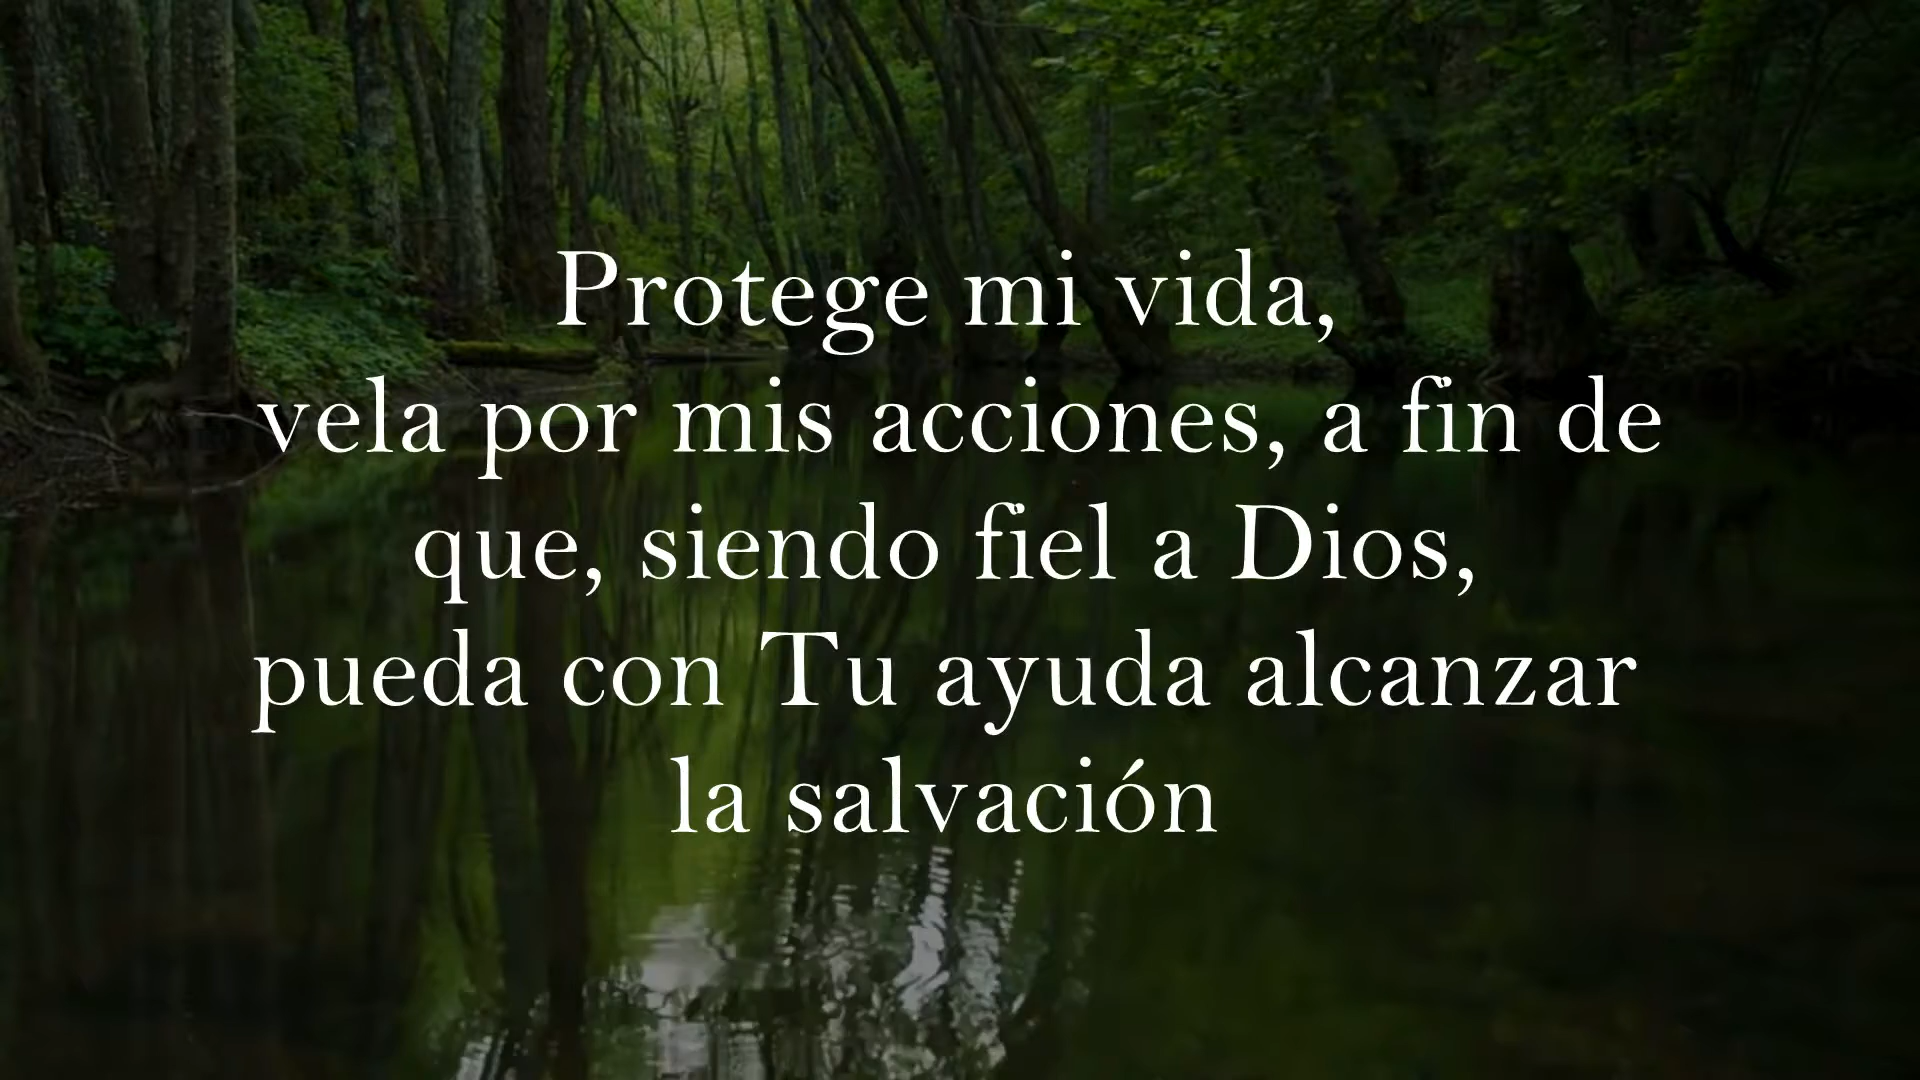 Protege mi vida,
vela por mis acciones, a fin de
que, siendo fiel a Dios,
pueda con Tu ayuda alcanzar
la salvación